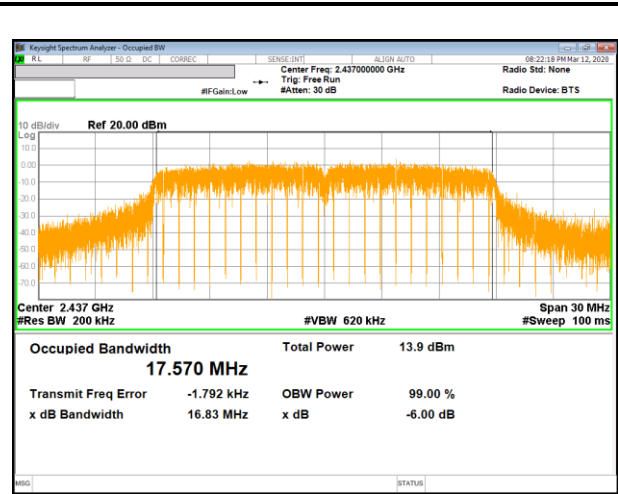 Keysight Spectrum Analyzer - Occupied BW
RL RF 50 Ω DC CORREC SENSE:INT ALIGN AUTO 08:22:18 PM Mar 12, 2020
Center Freq: 2.437000000 GHz Radio Std: None
Trig: Free Run
#IFGain:Low #Atten: 30 dB Radio Device: BTS
10 dB/div Ref 20.00 dBm
Log
10.0
0.00
-10.0
-20.0
-30.0
-40.0
-50.0
-60.0
-70.0
Center 2.437 GHz Span 30 MHz
#Res BW 200 kHz #VBW 620 kHz #Sweep 100 ms
Occupied Bandwidth Total Power 13.9 dBm
17.570 MHz
Transmit Freq Error -1.792 kHz OBW Power 99.00 %
x dB Bandwidth 16.83 MHz x dB -6.00 dB
MSG STATUS